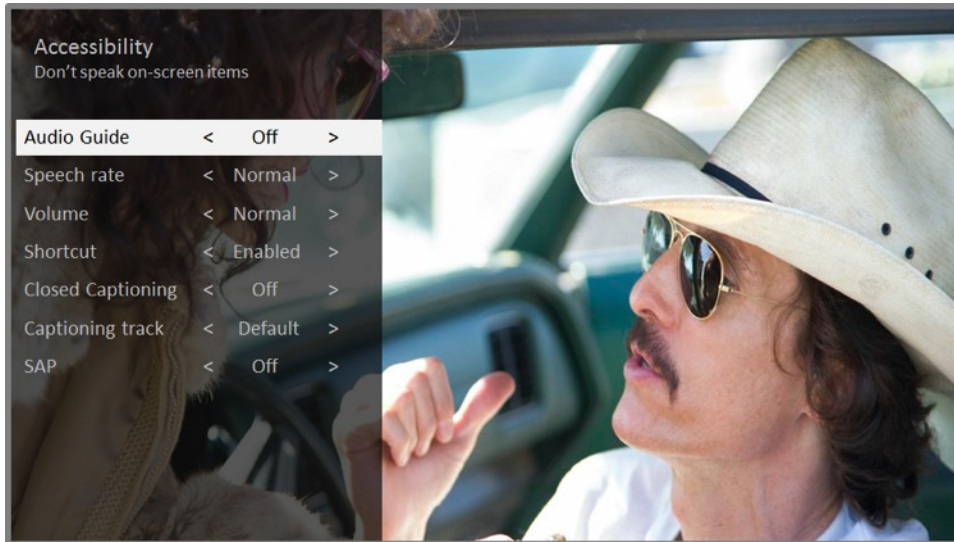 Accessibility
Don't speak on-screen items
Audio Guide < Off >
Speech rate < Normal >
Volume < Normal >
Shortcut < Enabled >
Closed Captioning < Off >
Captioning track < Default >
SAP < Off >